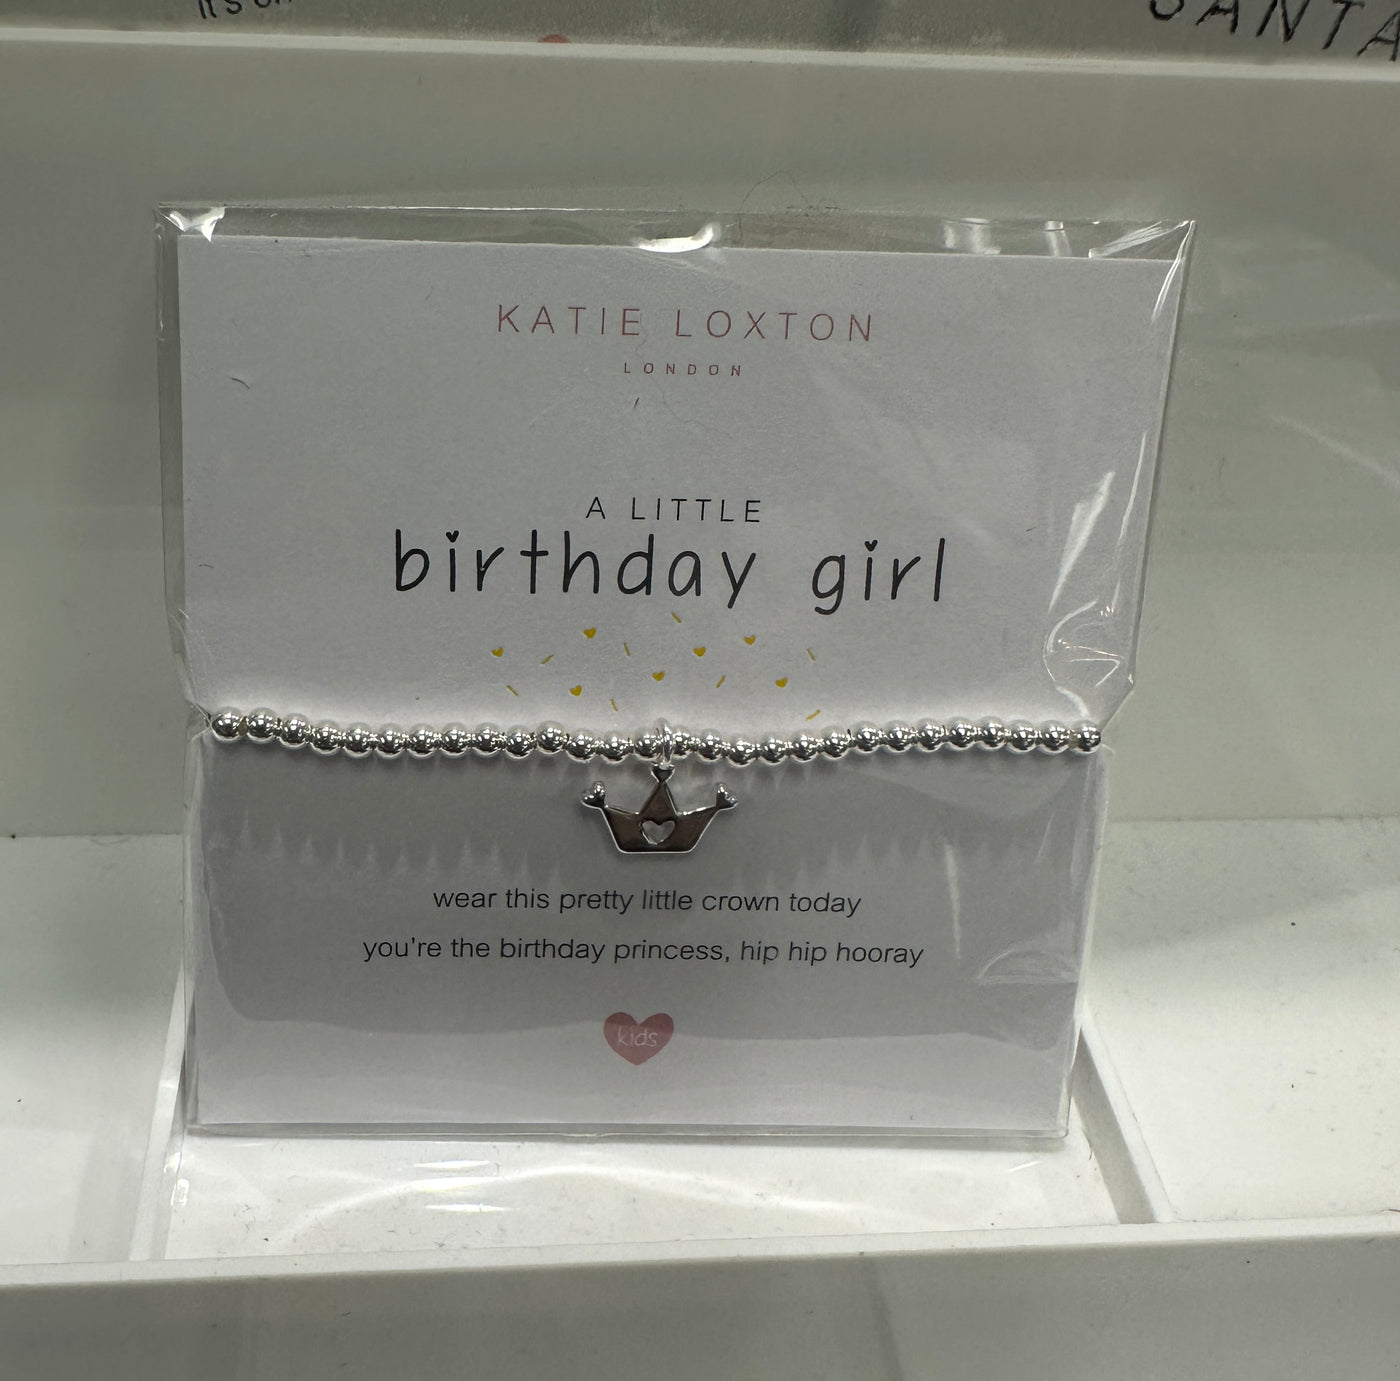 SANTA
KATIE LOXTON
LONDON
A LITTLE
birthday girl
wear this pretty little crown today
you're the birthday princess, hip hip hooray
kids